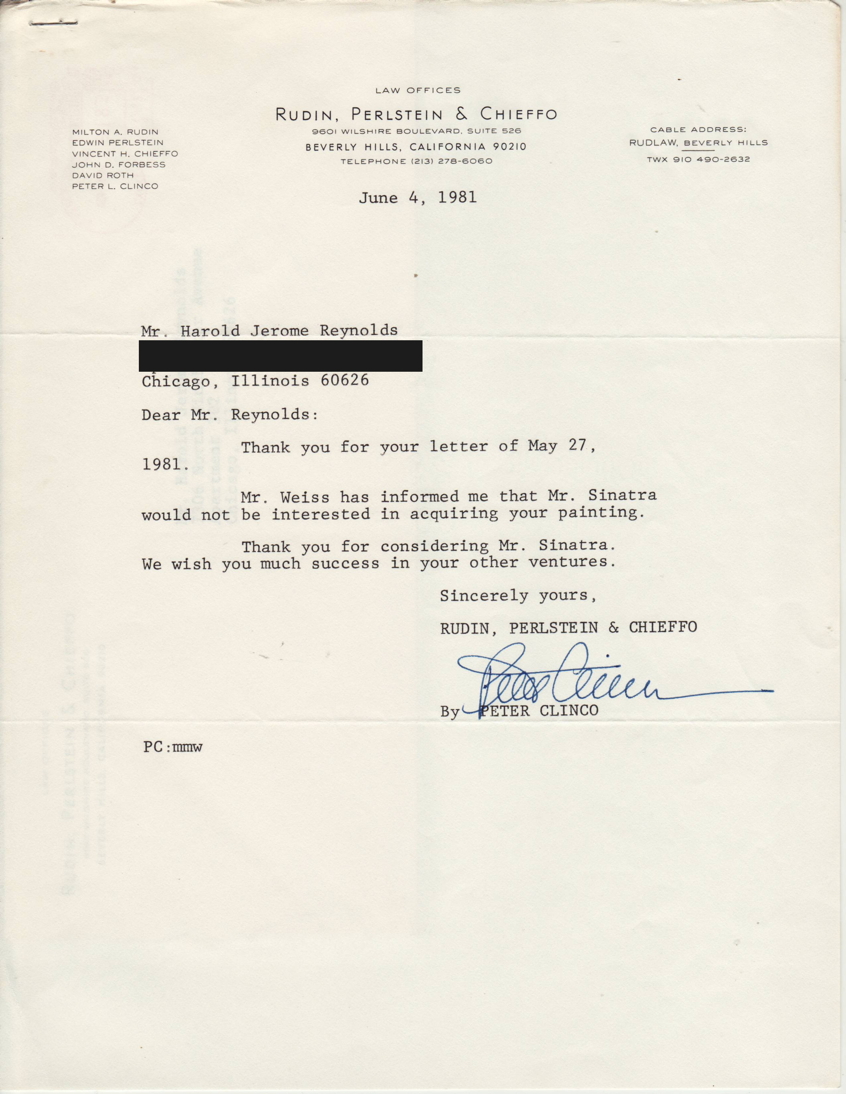 LAW OFFICES
RUDIN, PERLSTEIN & CHIEFFO
9601 WILSHIRE BOULEVARD, SUITE 526
BEVERLY HILLS, CALIFORNIA 90210
TELEPHONE (213) 278-6060
MILTON A. RUDIN
EDWIN PERLSTEIN
VINCENT H. CHIEFFO
JOHN D. FORBESS
DAVID ROTH
PETER L. CLINCO
CABLE ADDRESS:
RUDLAW, BEVERLY HILLS
TWX 910 490-2632
June 4, 1981
Mr. Harold Jerome Reynolds
Chicago, Illinois 60626
Dear Mr. Reynolds:
Thank you for your letter of May 27,
1981.
Mr. Weiss has informed me that Mr. Sinatra
would not be interested in acquiring your painting.
Thank you for considering Mr. Sinatra.
We wish you much success in your other ventures.
Sincerely yours,
RUDIN, PERLSTEIN & CHIEFFO
Peter Clinco
By PETER CLINCO
PC:mmw